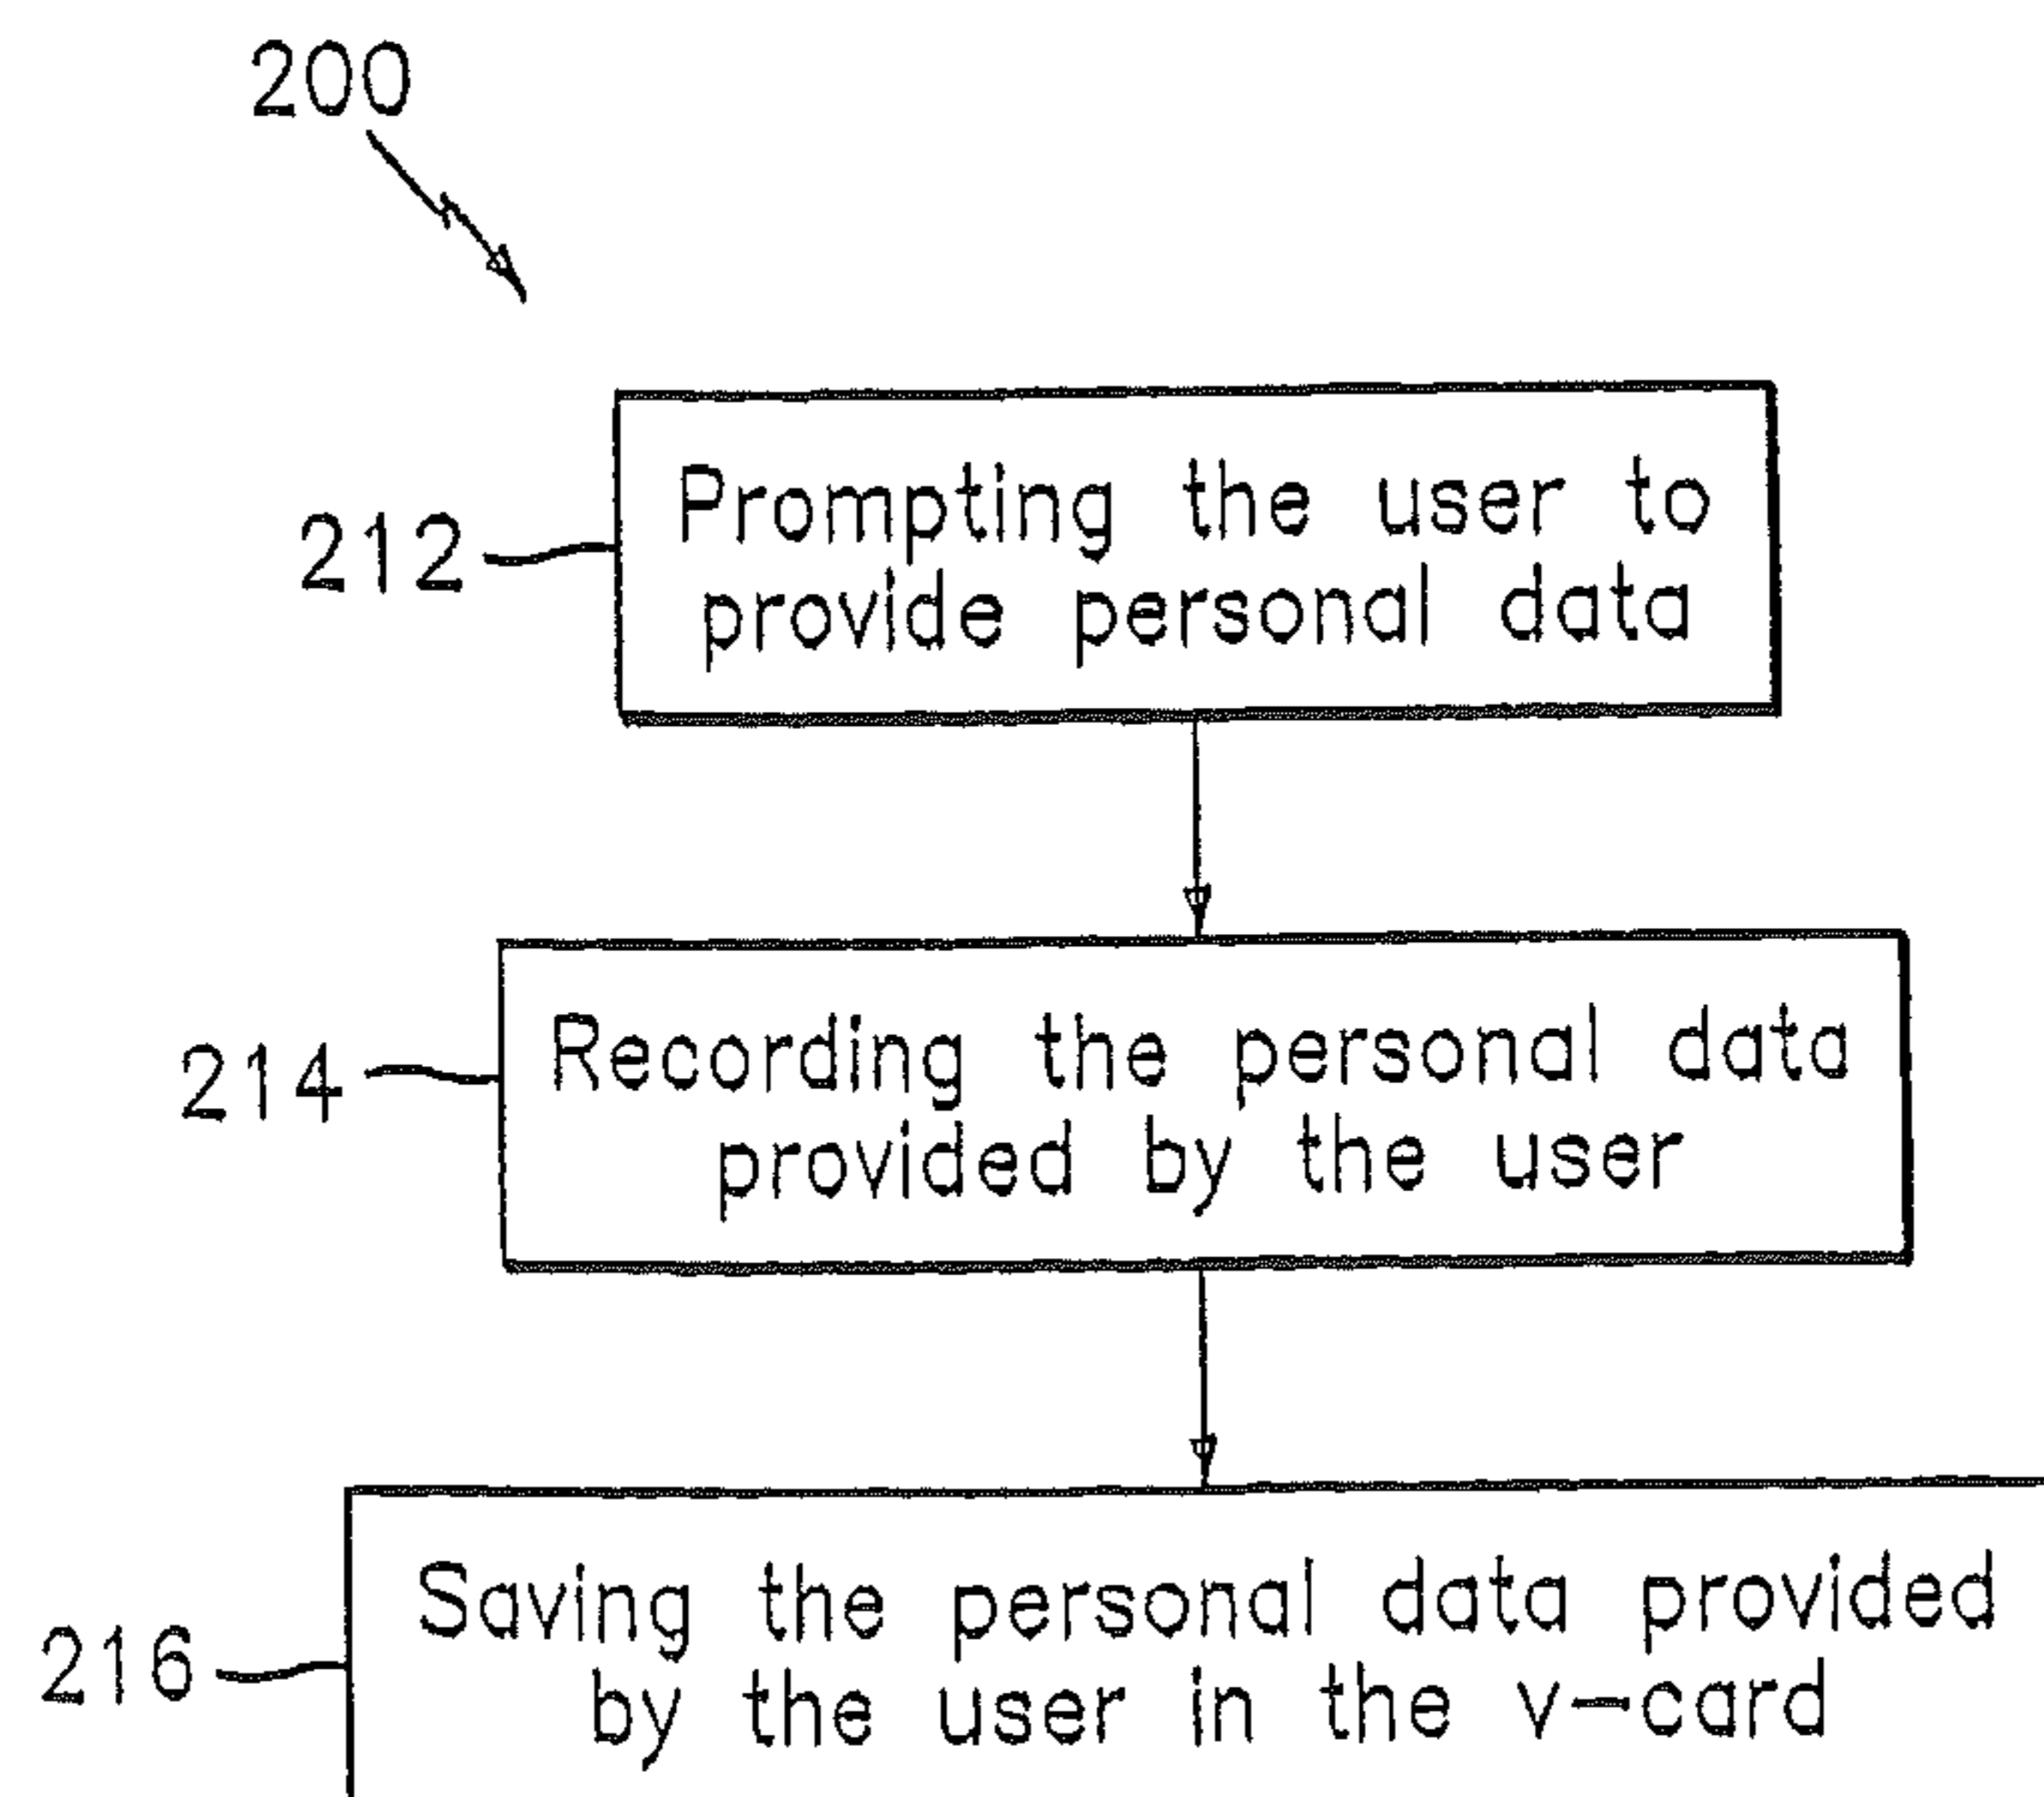 200
212
Prompting the user to
provide personal data
214
Recording the personal data
provided by the user
216
Saving the personal data provided
by the user in the v-card